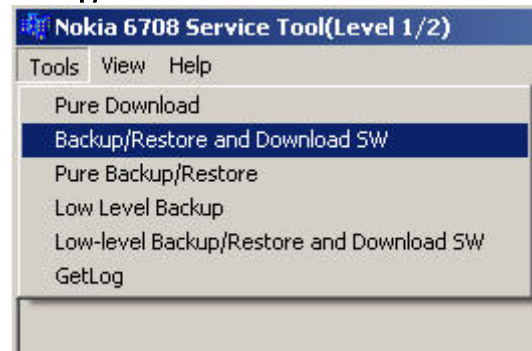 Nokia 6708 Service Tool(Level 1/2)
Tools View Help
Pure Download
Backup/Restore and Download SW
Pure Backup/Restore
Low Level Backup
Low-level Backup/Restore and Download SW
GetLog